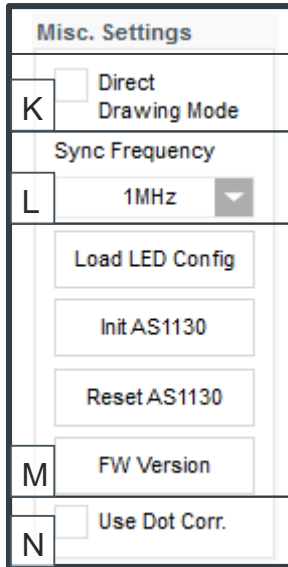 Misc. Settings
Direct
Drawing Mode
K
Sync Frequency
1MHz
L
Load LED Config
Init AS1130
Reset AS1130
FW Version
M
Use Dot Corr.
N